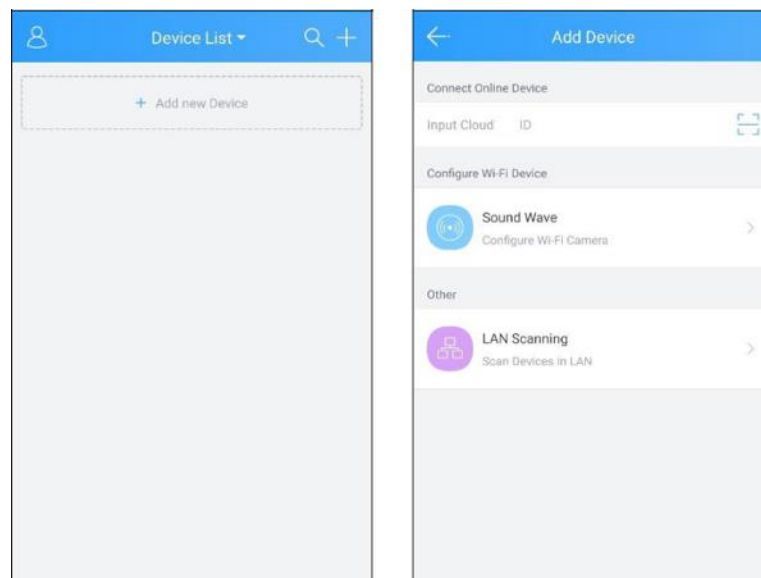 Device List
+ Add new Device
Add Device
Connect Online Device
Input Cloud ID
Configure Wi-Fi Device
Sound Wave
Configure Wi-Fi Camera
Other
LAN Scanning
Scan Devices in LAN